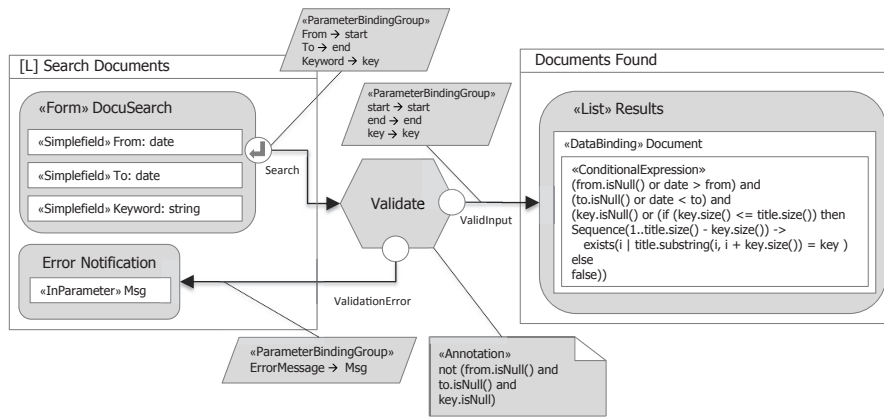 «ParameterBindingGroup»
From → start
To → end
Keyword → key
[L] Search Documents
«Form» DocuSearch
«Simplefield» From: date
«Simplefield» To: date
«Simplefield» Keyword: string
Search
Error Notification
«InParameter» Msg
«ParameterBindingGroup»
start → start
end → end
key → key
Validate
ValidInput
ValidationError
«ParameterBindingGroup»
ErrorMessage → Msg
«Annotation»
not (from.isNull() and
to.isNull() and
key.isNull)
Documents Found
«List» Results
«DataBinding» Document
«ConditionalExpression»
(from.isNull() or date > from) and
(to.isNull() or date < to) and
(key.isNull() or (if (key.size() <= title.size()) then
Sequence(1..title.size() - key.size()) ->
exists(i | title.substring(i, i + key.size()) = key )
else
false))